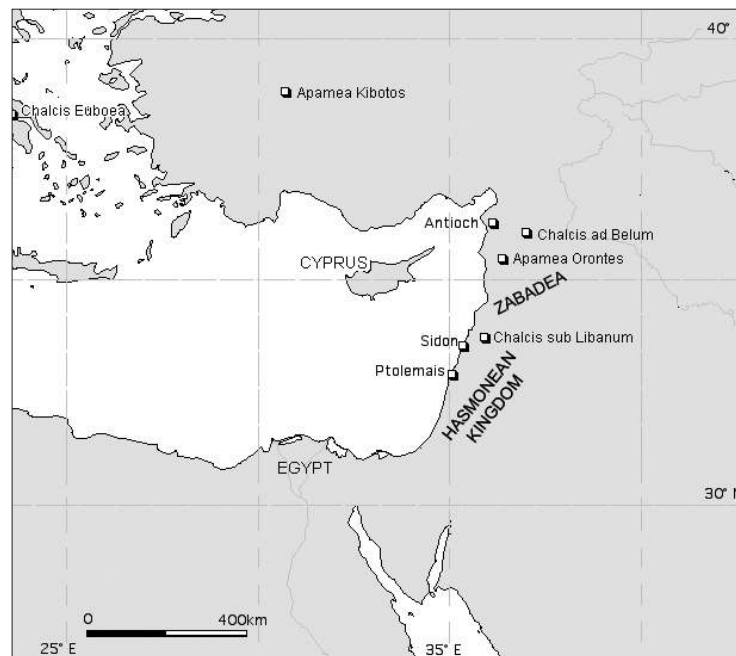 40°
Apamea Kibotos
Chalcis Euboea
Antioch
Chalcis ad Belum
Apamea Orontes
CYPRUS
ZABADEA
Sidon
Chalcis sub Libanum
Ptolemais
HASMONEAN
KINGDOM
EGYPT
30° N
0 400km
25° E
35° E